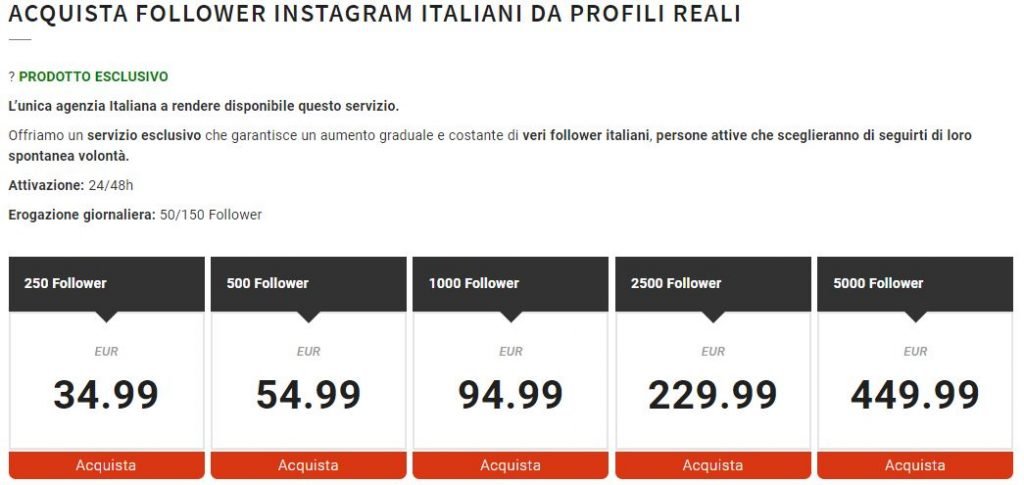 ACQUISTA FOLLOWER INSTAGRAM ITALIANI DA PROFILI REALI
? PRODOTTO ESCLUSIVO
L'unica agenzia Italiana a rendere disponibile questo servizio.
Offriamo un servizio esclusivo che garantisce un aumento graduale e costante di veri follower italiani, persone attive che sceglieranno di seguirti di loro
spontanea volontà.
Attivazione: 24/48h
Erogazione giornaliera: 50/150 Follower
250 Follower
EUR
34.99
Acquista
500 Follower
EUR
54.99
Acquista
1000 Follower
EUR
94.99
Acquista
2500 Follower
EUR
229.99
Acquista
5000 Follower
EUR
449.99
Acquista